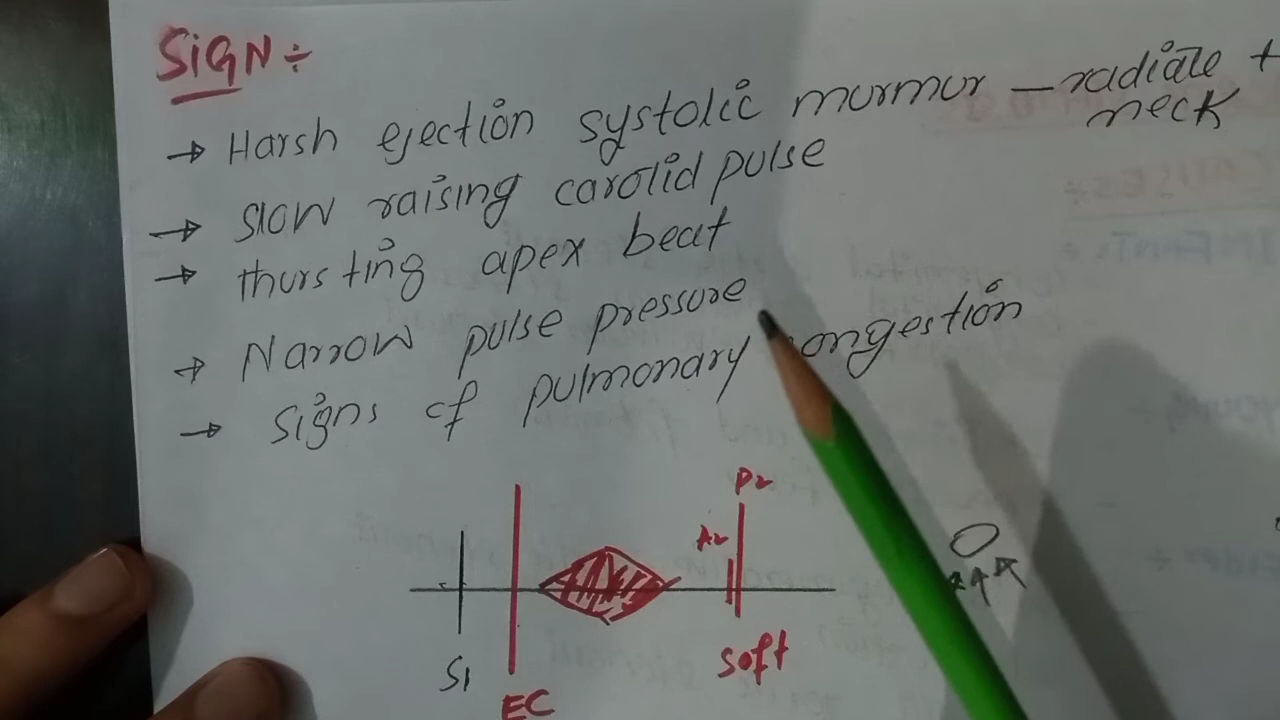 SiGN ÷
→ Harsh ejection systolic murmur — radiate +
neck
→ Slow raising carotid pulse
→ thursting apex beat
→ Narrow pulse pressure
→ Signs of pulmonary congestion
P2
A2
S1
Soft
EC